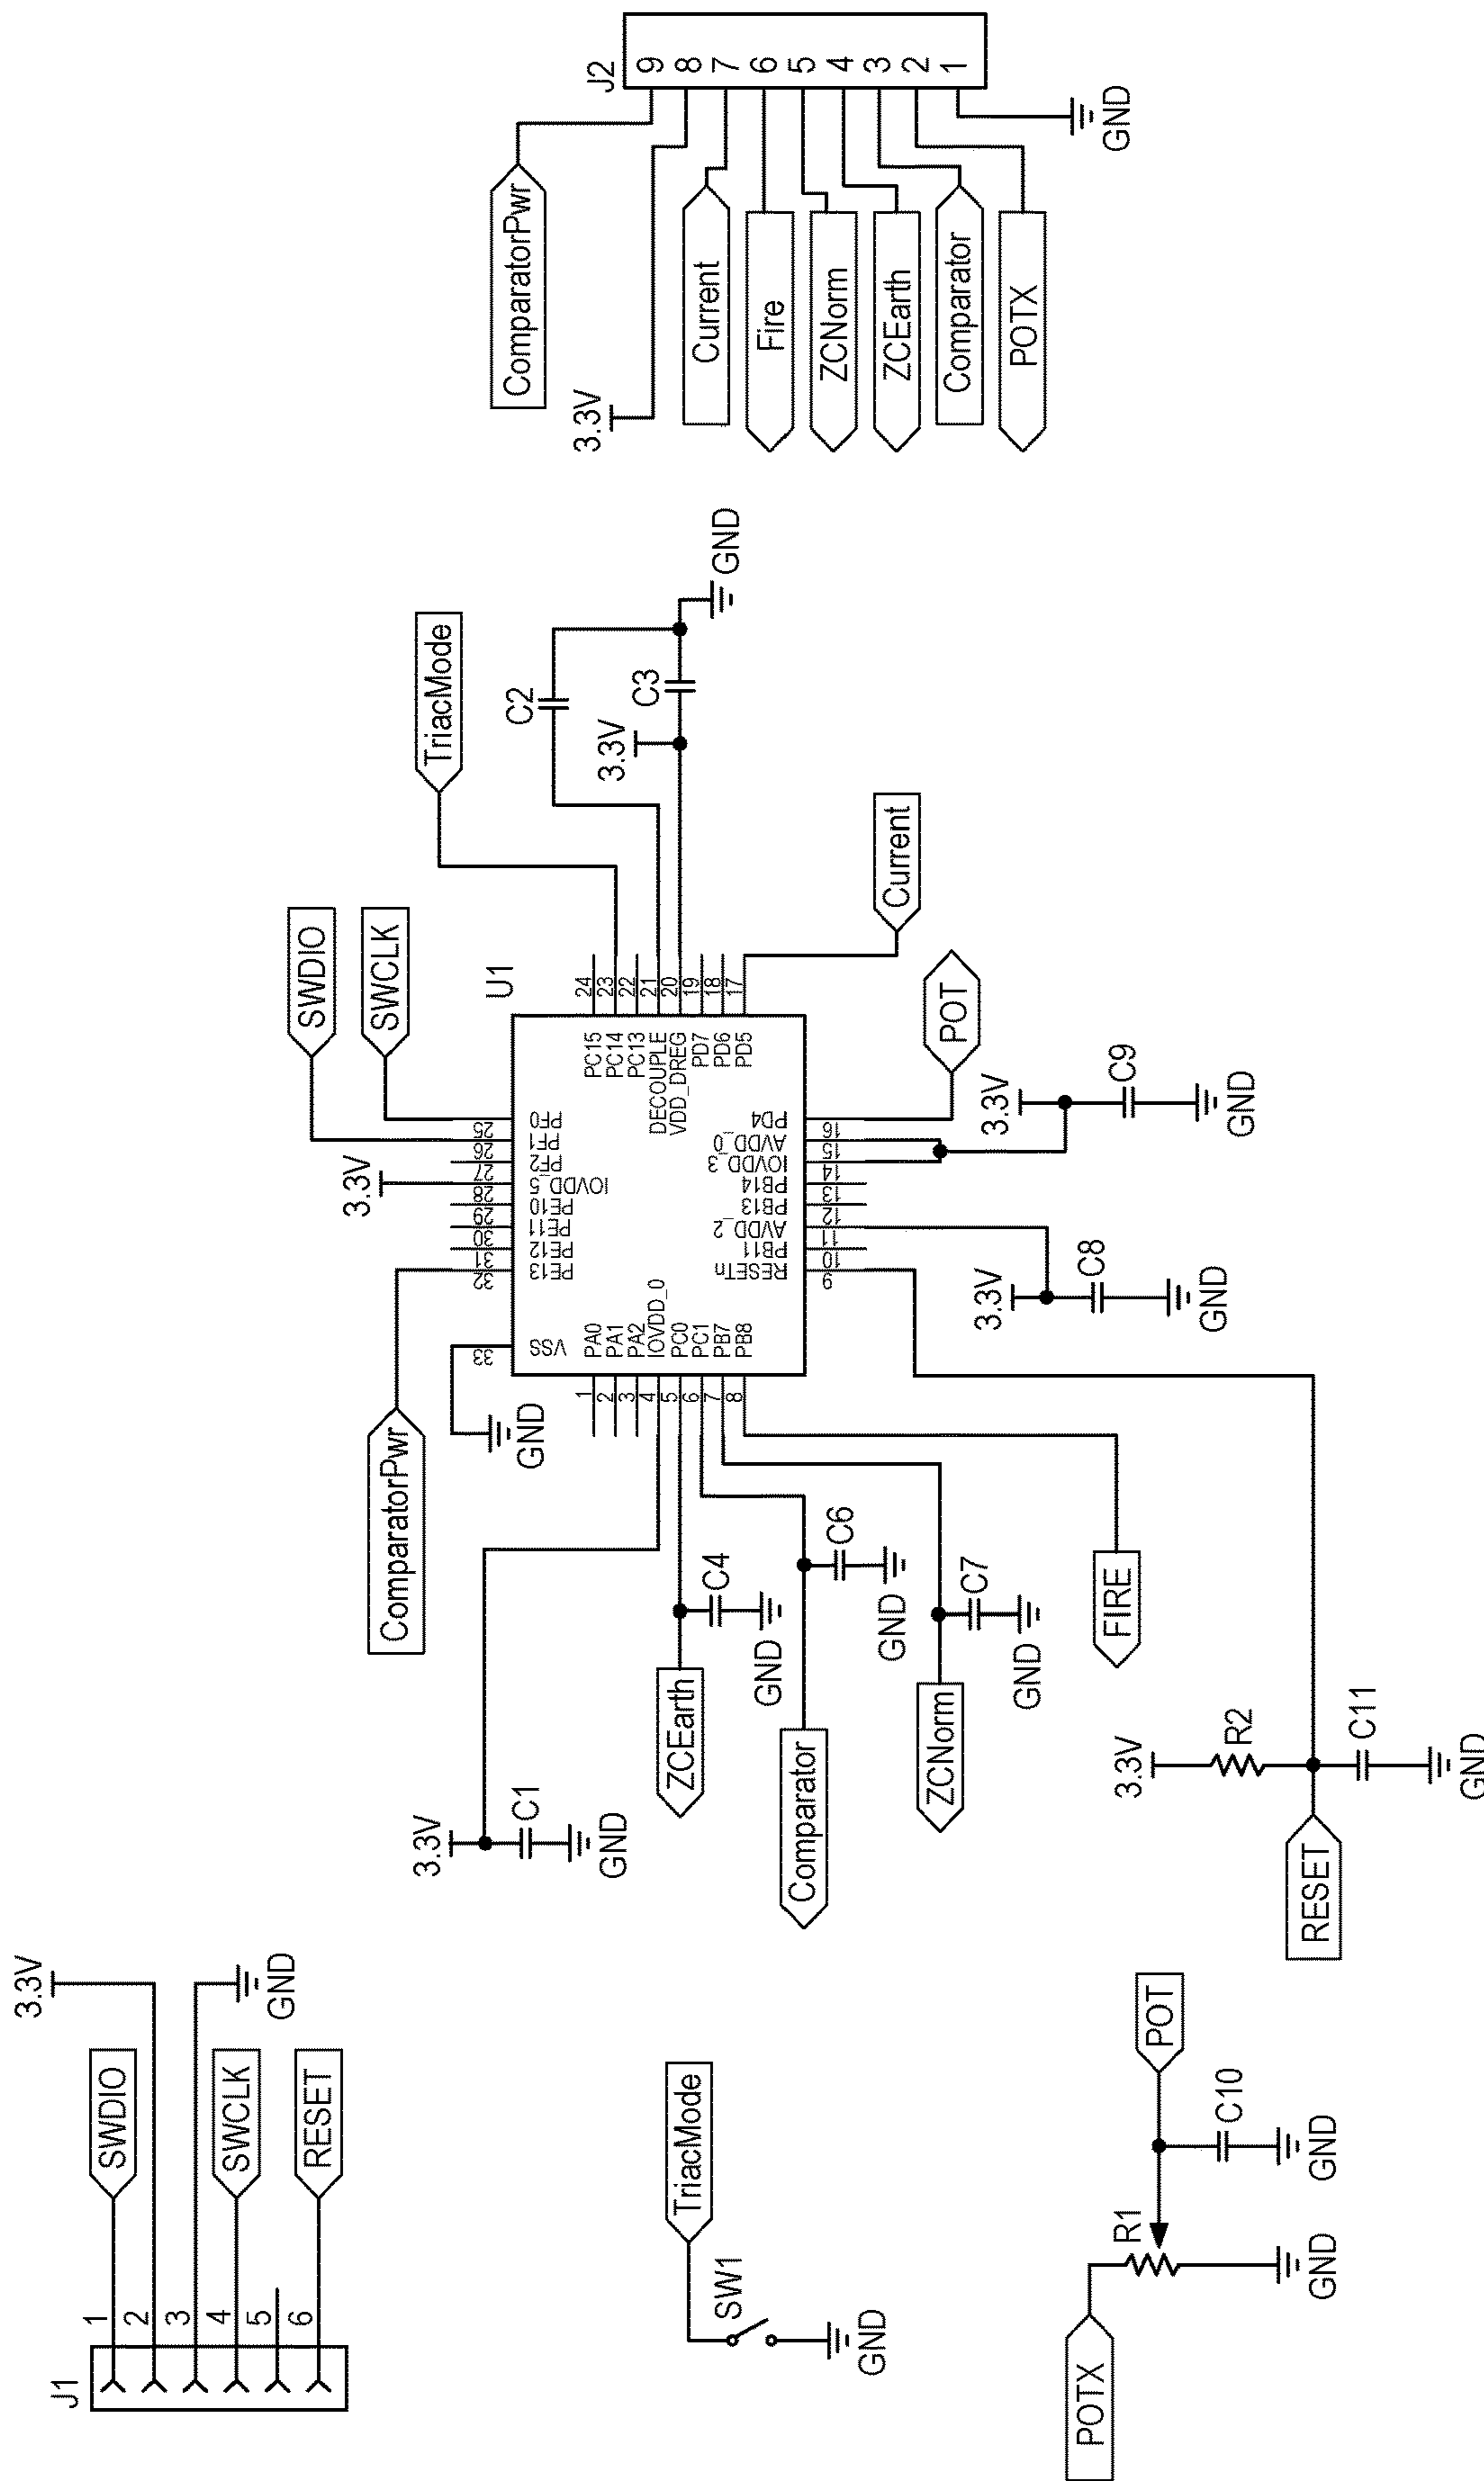 J1
1
2
3
4
5
6
SWDIO
3.3V
GND
SWCLK
RESET
SW1
TriacMode
GND
POTX
R1
GND
POT
C10
GND
3.3V
C1
GND
ZCEarth
C4
GND
Comparator
C6
GND
ZCNorm
C7
GND
FIRE
3.3V
R2
RESET
C11
GND
ComparatorPwr
GND
3.3V
SWDIO
SWCLK
U1
33
32
31
30
29
28
27
26
25
VSS
PE13
PE12
PE11
PE10
IOVDD_5
PF2
PF1
PF0
1
2
3
4
5
6
7
8
PA0
PA1
PA2
IOVDD_0
PC0
PC1
PB7
PB8
PC15
PC14
PC13
DECOUPLE
VDD_DREG
PD7
PD6
PD5
24
23
22
21
20
19
18
17
RESETn
PB11
AVDD_2
PB13
PB14
IOVDD_3
AVDD_0
PD4
9
10
11
12
13
14
15
16
3.3V
C8
GND
3.3V
C9
GND
POT
Current
TriacMode
C2
3.3V
C3
GND
J2
9
8
7
6
5
4
3
2
1
ComparatorPwr
3.3V
Current
Fire
ZCNorm
ZCEarth
Comparator
POTX
GND